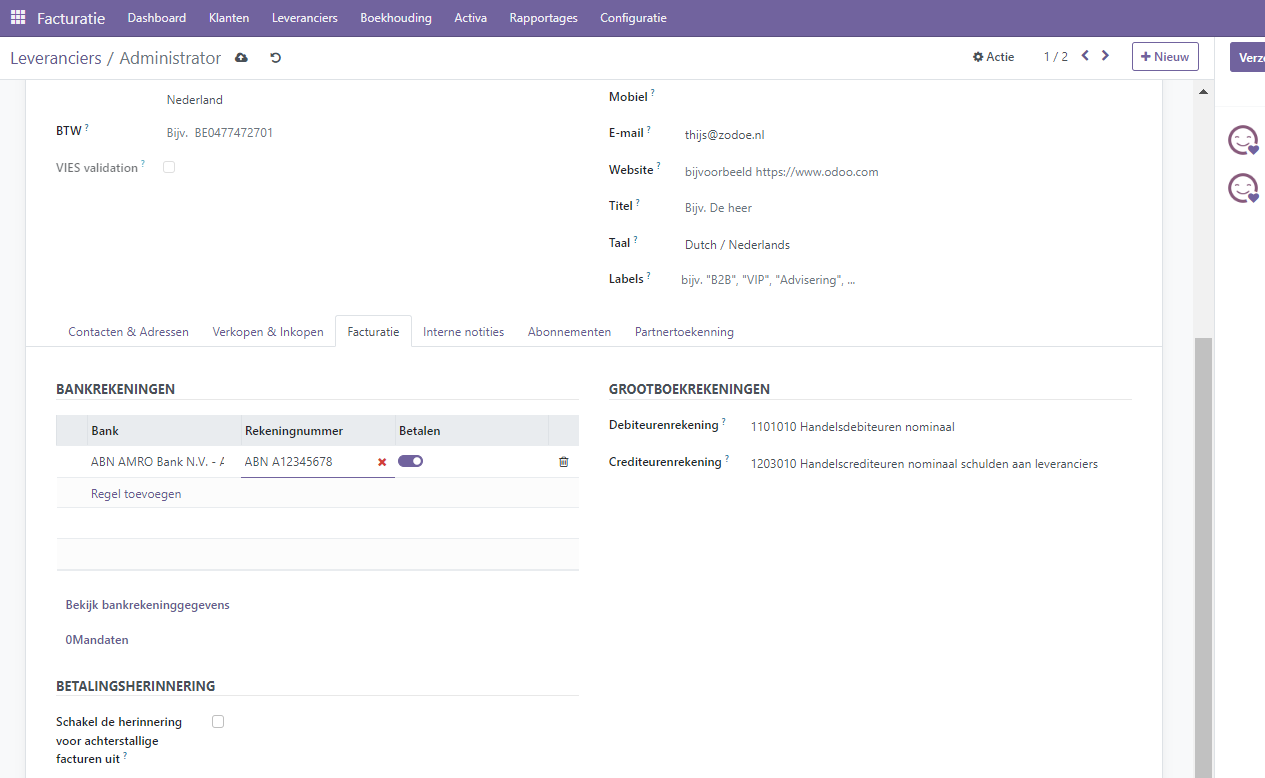 Facturatie Dashboard Klanten Leveranciers Boekhouding Activa Rapportages Configuratie
Leveranciers / Administrator Actie 1 / 2 Nieuw
Nederland
BTW ? Bijv. BE0477472701
VIES validation ?
Mobiel ?
E-mail ? thijs@zodoe.nl
Website ? bijvoorbeeld https://www.odoo.com
Titel ? Bijv. De heer
Taal ? Dutch / Nederlands
Labels ? bijv. "B2B", "VIP", "Advisering", ...
Contacten & Adressen Verkopen & Inkopen Facturatie Interne notities Abonnementen Partnertoekenning
BANKREKENINGEN
Bank Rekeningnummer Betalen
ABN AMRO Bank N.V. - A ABN A12345678
Regel toevoegen
Bekijk bankrekeninggegevens
0Mandaten
GROOTBOEKREKENINGEN
Debiteurenrekening ? 1101010 Handelsdebiteuren nominaal
Crediteurenrekening ? 1203010 Handelscrediteuren nominaal schulden aan leveranciers
BETALINGSHERINNERING
Schakel de herinnering
voor achterstallige
facturen uit ?